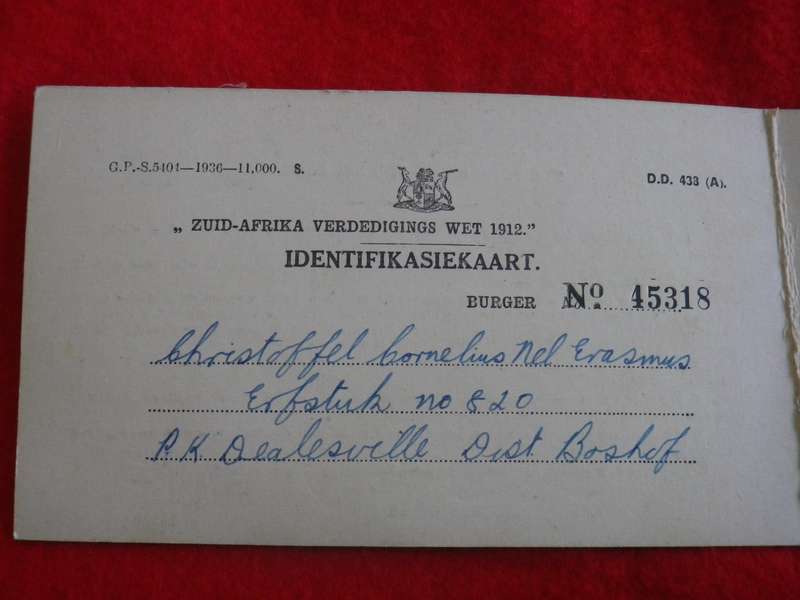 G.P.-S.5404—1936—11,000. S.
D.D. 433 (A).
„ ZUID-AFRIKA VERDEDIGINGS WET 1912.”
IDENTIFIKASIEKAART.
BURGER No. 45318
Christoffel Cornelius Nel Erasmus
Erfstuk no 820
P.K Dealesville Dist Boshof